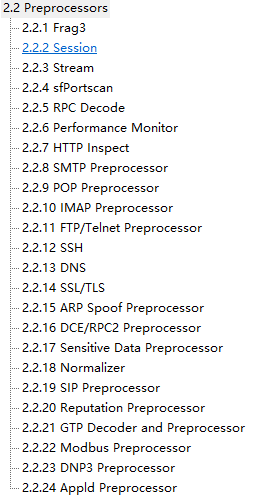 2.2 Preprocessors
2.2.1 Frag3
2.2.2 Session
2.2.3 Stream
2.2.4 sfPortscan
2.2.5 RPC Decode
2.2.6 Performance Monitor
2.2.7 HTTP Inspect
2.2.8 SMTP Preprocessor
2.2.9 POP Preprocessor
2.2.10 IMAP Preprocessor
2.2.11 FTP/Telnet Preprocessor
2.2.12 SSH
2.2.13 DNS
2.2.14 SSL/TLS
2.2.15 ARP Spoof Preprocessor
2.2.16 DCE/RPC2 Preprocessor
2.2.17 Sensitive Data Preprocessor
2.2.18 Normalizer
2.2.19 SIP Preprocessor
2.2.20 Reputation Preprocessor
2.2.21 GTP Decoder and Preprocessor
2.2.22 Modbus Preprocessor
2.2.23 DNP3 Preprocessor
2.2.24 AppId Preprocessor